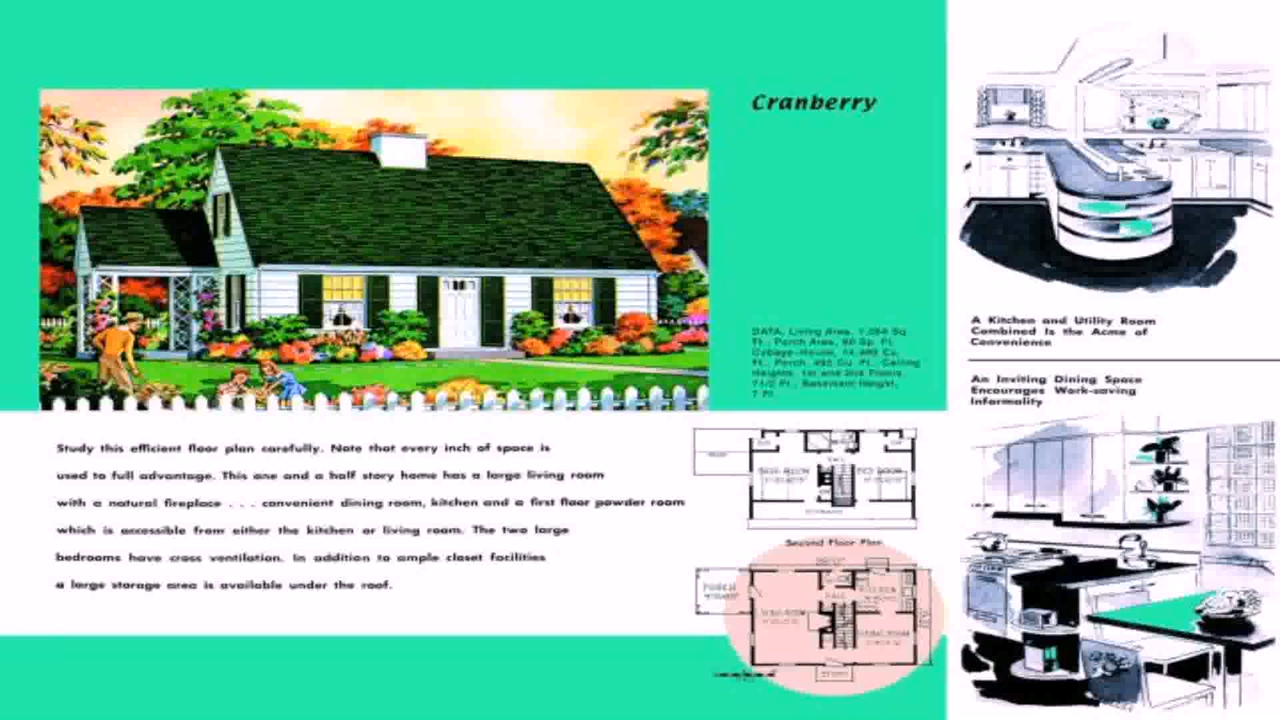 Cranberry
DATA, Living Area, Sq.
Ft., Porch Area, Sq. Ft.
Cubage-House, Cu.
Ft., Porch, Cu. Ft., Ceiling
Heights, 1st and 2nd Floors,
7 1/2 Ft., Basement Height,
7 Ft.
Study this efficient floor plan carefully. Note that every inch of space is
used to full advantage. This one and a half story home has a large living room
with a natural fireplace . . . convenient dining room, kitchen and a first floor powder room
which is accessible from either the kitchen or living room. The two large
bedrooms have cross ventilation. In addition to ample closet facilities
a large storage area is available under the roof.
HALL
Second Floor Plan
PORCH
KITCHEN
HALL
A Kitchen and Utility Room
Combined Is the Acme of
Convenience
An Inviting Dining Space
Encourages Work-saving
Informality